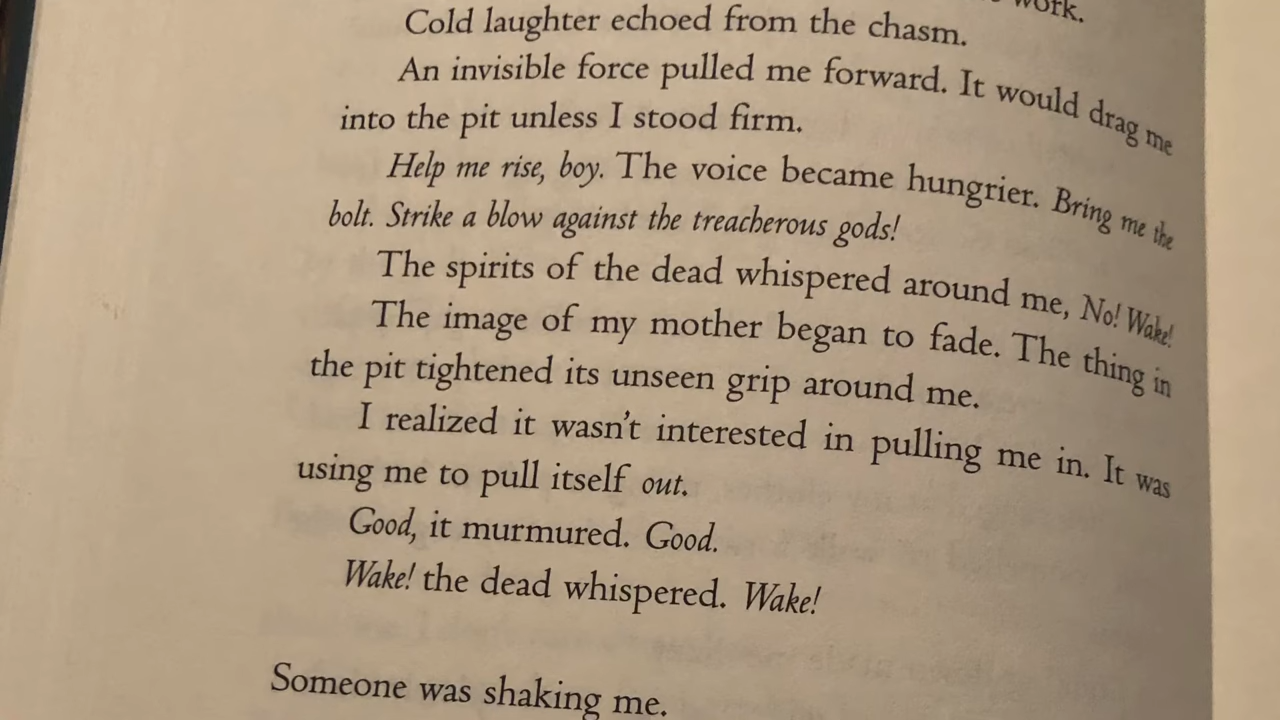 work.
Cold laughter echoed from the chasm.
An invisible force pulled me forward. It would drag me
into the pit unless I stood firm.
Help me rise, boy. The voice became hungrier. Bring me the
bolt. Strike a blow against the treacherous gods!
The spirits of the dead whispered around me, No! Wake!
The image of my mother began to fade. The thing in
the pit tightened its unseen grip around me.
I realized it wasn't interested in pulling me in. It was
using me to pull itself out.
Good, it murmured. Good.
Wake! the dead whispered. Wake!
Someone was shaking me.